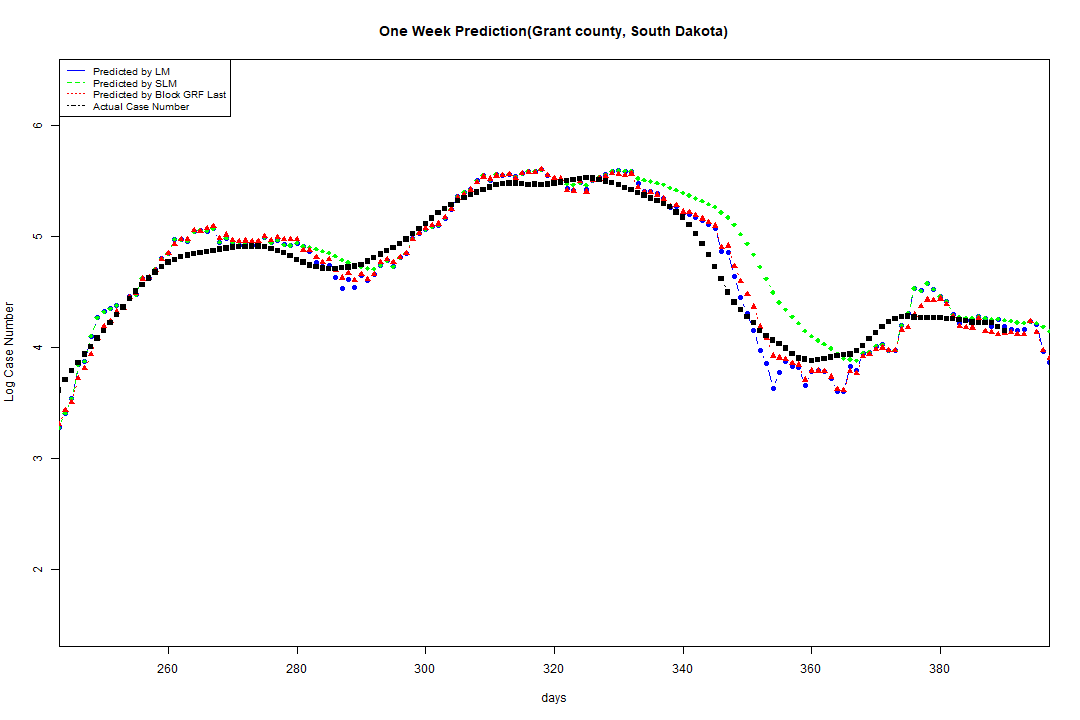 One Week Prediction(Grant county, South Dakota)
Predicted by LM
Predicted by SLM
Predicted by Block GRF Last
Actual Case Number
6
5
4
3
2
Log Case Number
260
280
300
320
340
360
380
days